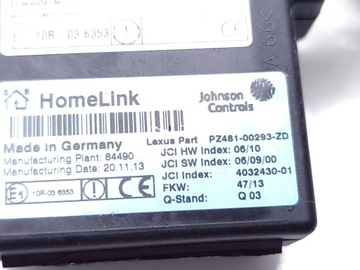 10R 03 6353
HomeLink
Johnson
Controls
Made in Germany
Manufacturing Plant: 84490
Manufacturing Date: 20.11.13
E1 10R-03 6353
Lexus Part PZ481-00293-ZD
JCI HW Index: 06/10
JCI SW Index: 06/09/00
JCI Index: 4032430-01
FKW: 47/13
Q-Stand: Q 03